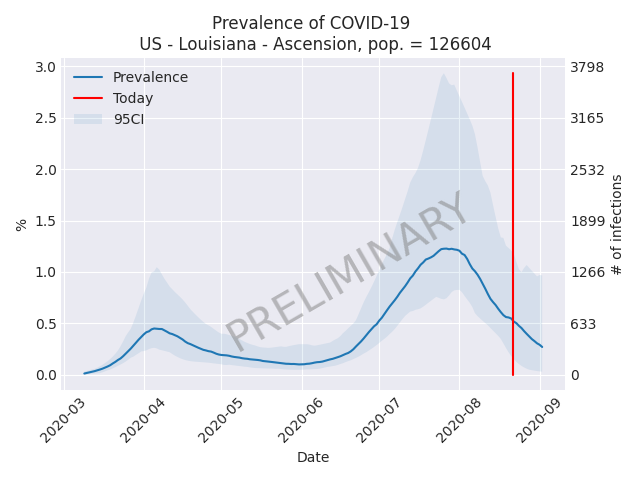 Prevalence of COVID-19
US - Louisiana - Ascension, pop. = 126604
Prevalence
Today
95CI
PRELIMINARY
%
3.0
2.5
2.0
1.5
1.0
0.5
0.0
3798
3165
2532
1899
1266
633
0
# of infections
2020-03
2020-04
2020-05
2020-06
2020-07
2020-08
2020-09
Date